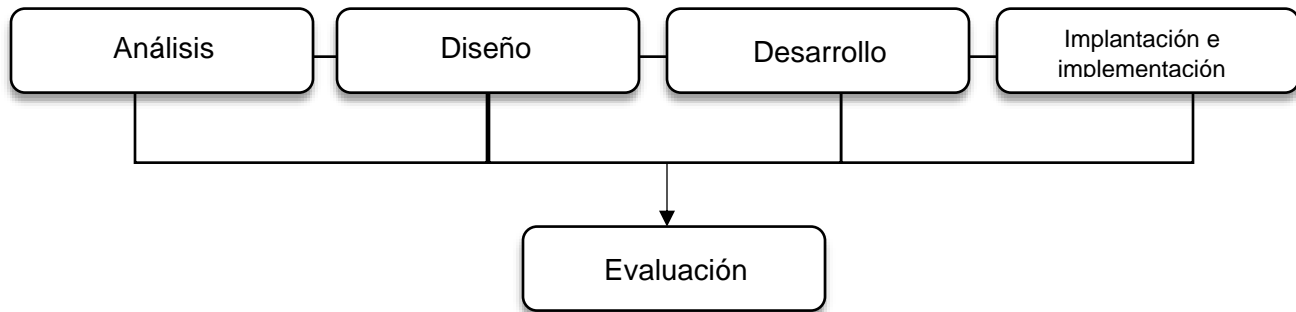 Análisis
Diseño
Desarrollo
Implantación e
implementación
Evaluación